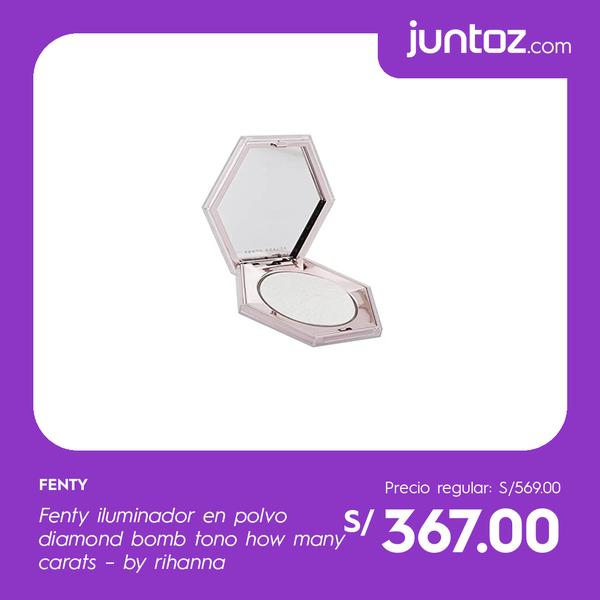 juntoz.com
FENTY
Fenty iluminador en polvo
diamond bomb tono how many
carats - by rihanna
Precio regular: S/569.00
S/ 367.00